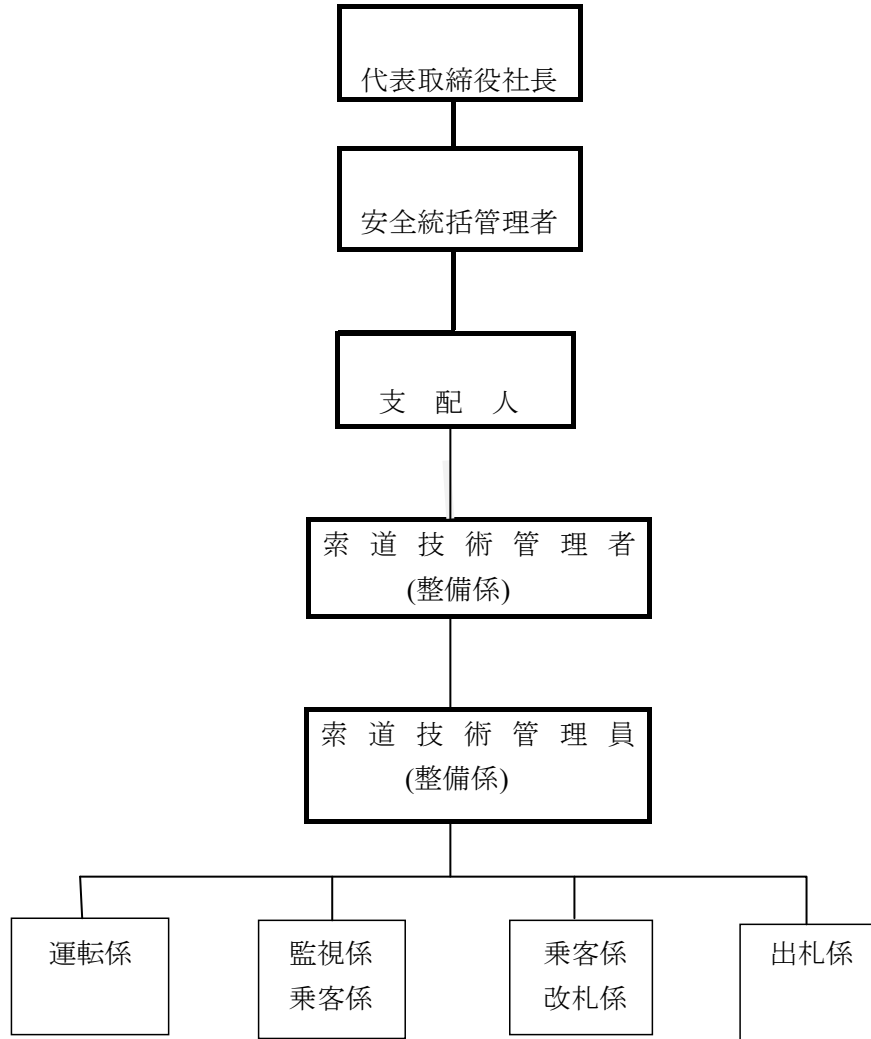 代表取締役社長
安全統括管理者
支 配 人
索 道 技 術 管 理 者
(整備係)
索 道 技 術 管 理 員
(整備係)
運転係
監視係
乗客係
乗客係
改札係
出札係